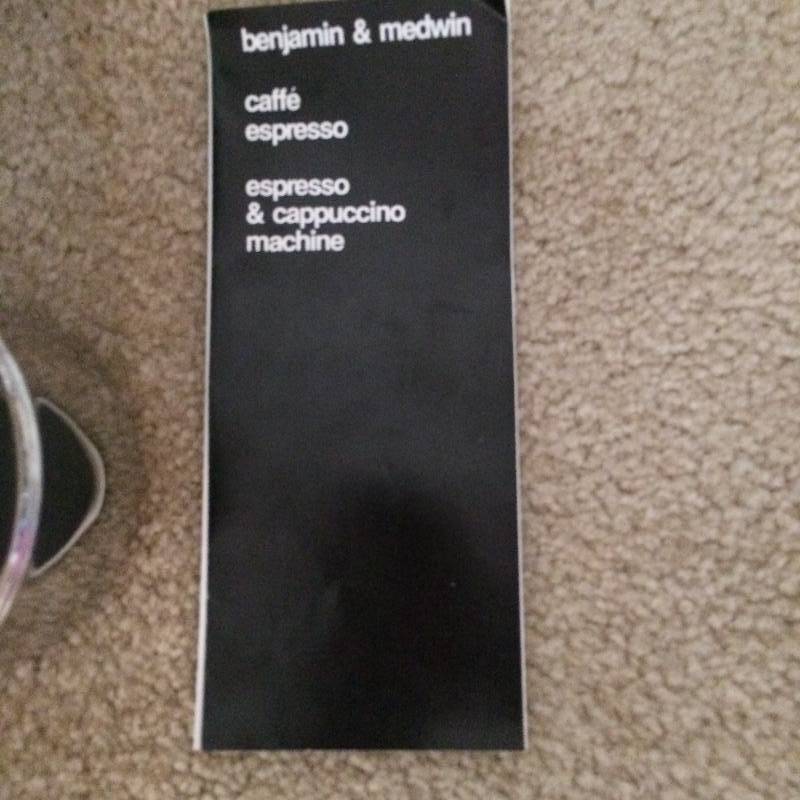 benjamin & medwin
caffé
espresso
espresso
& cappuccino
machine